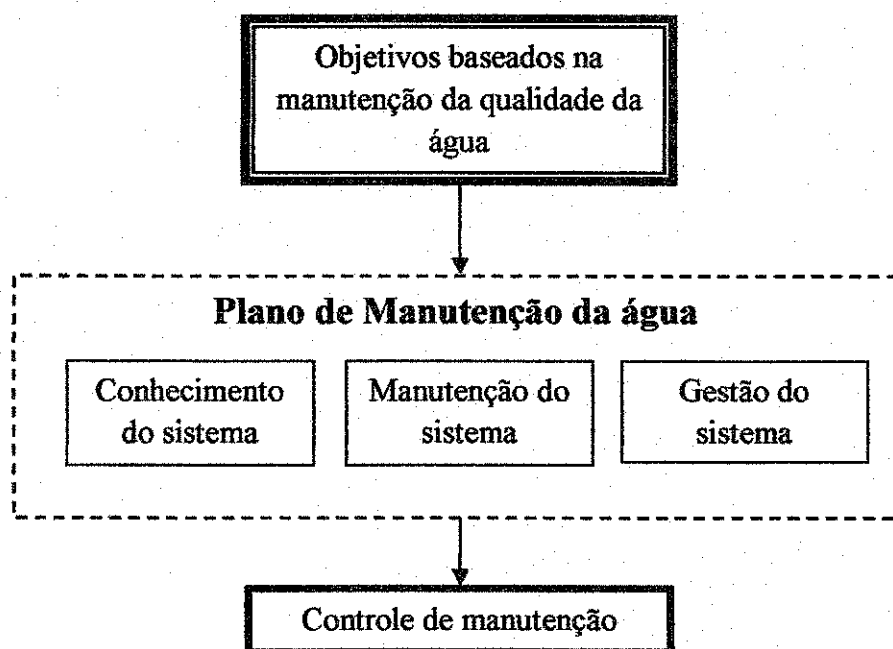 Objetivos baseados na
manutenção da qualidade da
água
Plano de Manutenção da água
Conhecimento
do sistema
Manutenção do
sistema
Gestão do
sistema
Controle de manutenção